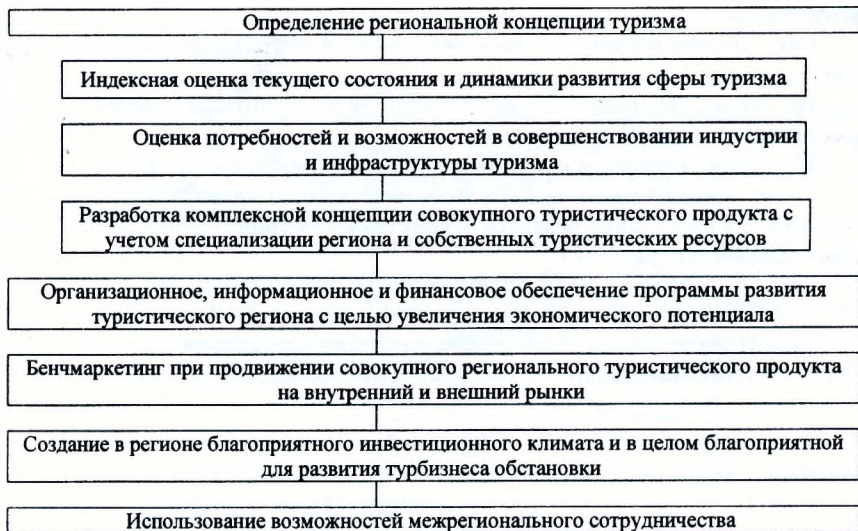 Определение региональной концепции туризма
Индексная оценка текущего состояния и динамики развития сферы туризма
Оценка потребностей и возможностей в совершенствовании индустрии
и инфраструктуры туризма
Разработка комплексной концепции совокупного туристического продукта с
учетом специализации региона и собственных туристических ресурсов
Организационное, информационное и финансовое обеспечение программы развития
туристического региона с целью увеличения экономического потенциала
Бенчмаркетинг при продвижении совокупного регионального туристического продукта
на внутренний и внешний рынки
Создание в регионе благоприятного инвестиционного климата и в целом благоприятной
для развития турбизнеса обстановки
Использование возможностей межрегионального сотрудничества